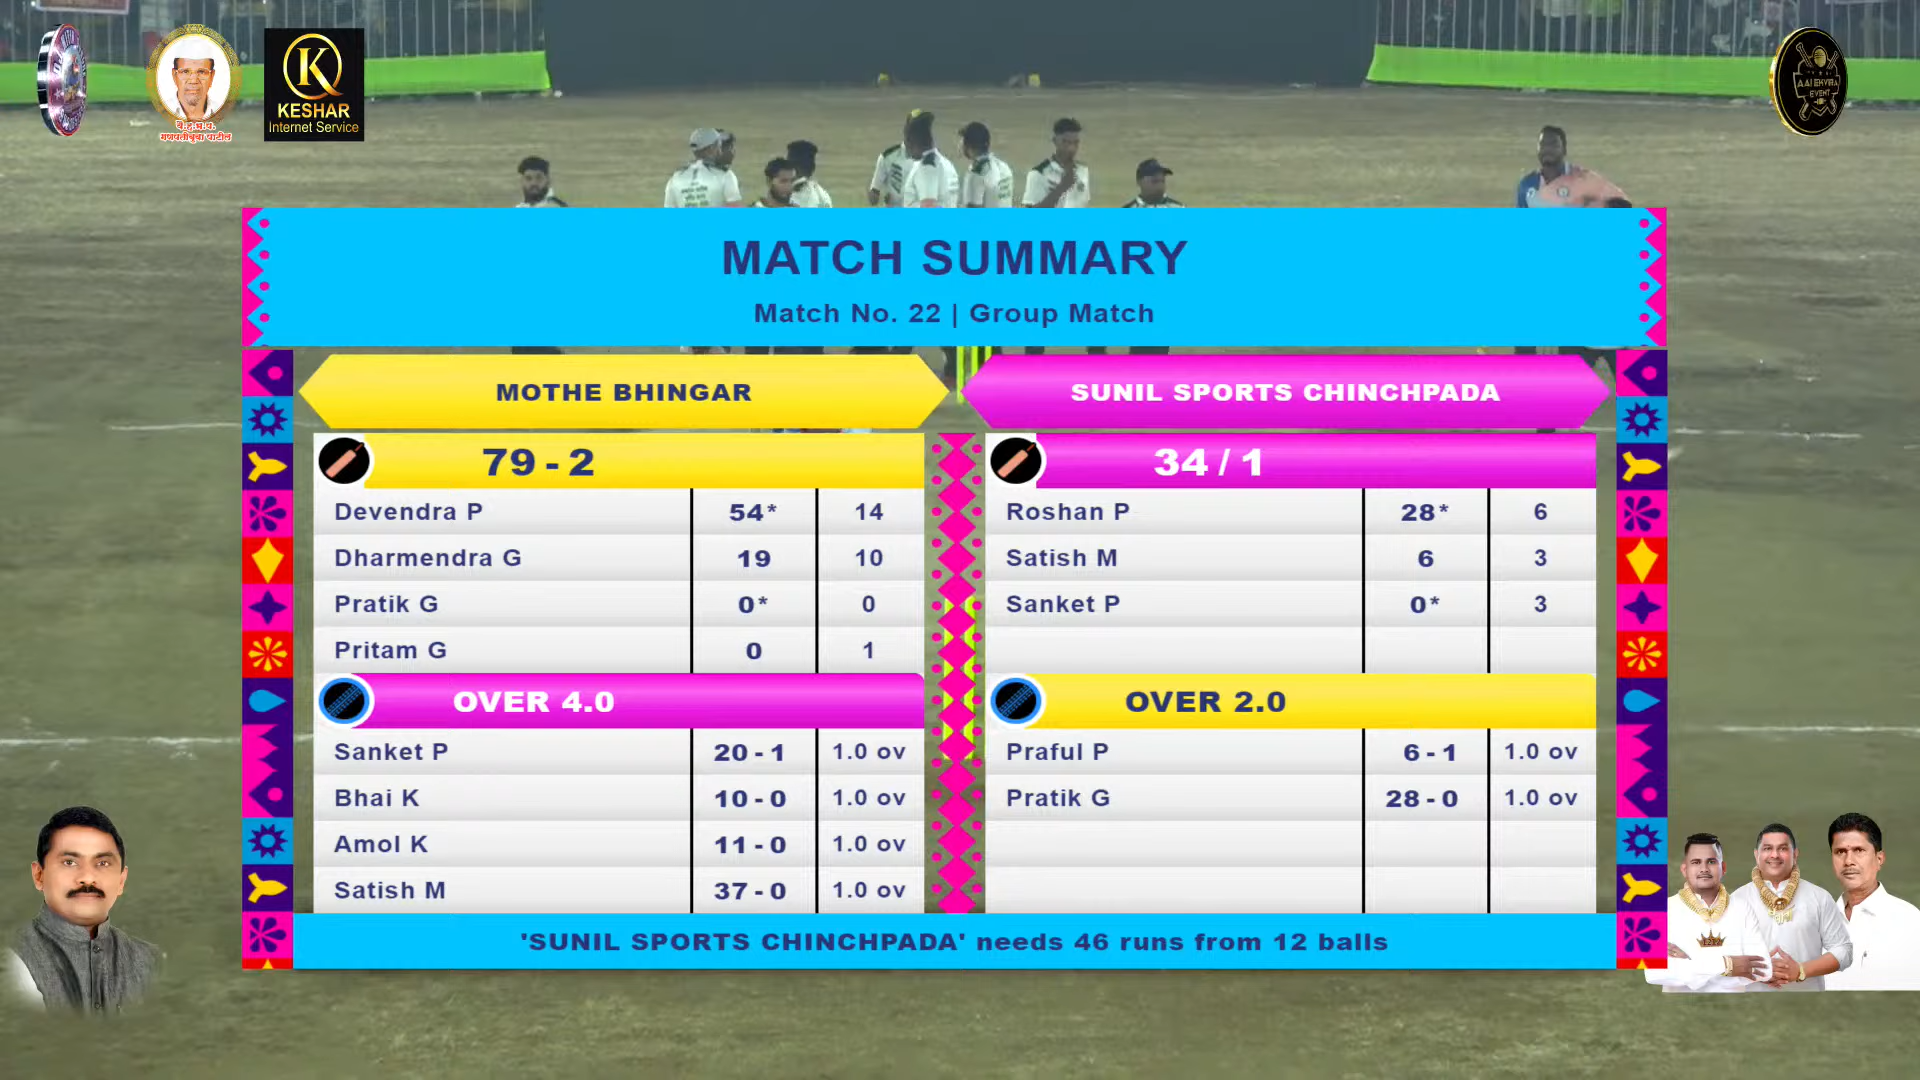 KESHAR
Internet Service
गणपतीबुवा पाटील
AAI EKVIRA
EVENT
MATCH SUMMARY
Match No. 22 | Group Match
MOTHE BHINGAR
79 - 2
Devendra P 54* 14
Dharmendra G 19 10
Pratik G 0* 0
Pritam G 0 1
OVER 4.0
Sanket P 20 - 1 1.0 ov
Bhai K 10 - 0 1.0 ov
Amol K 11 - 0 1.0 ov
Satish M 37 - 0 1.0 ov
SUNIL SPORTS CHINCHPADA
34 / 1
Roshan P 28* 6
Satish M 6 3
Sanket P 0* 3
OVER 2.0
Praful P 6 - 1 1.0 ov
Pratik G 28 - 0 1.0 ov
'SUNIL SPORTS CHINCHPADA' needs 46 runs from 12 balls